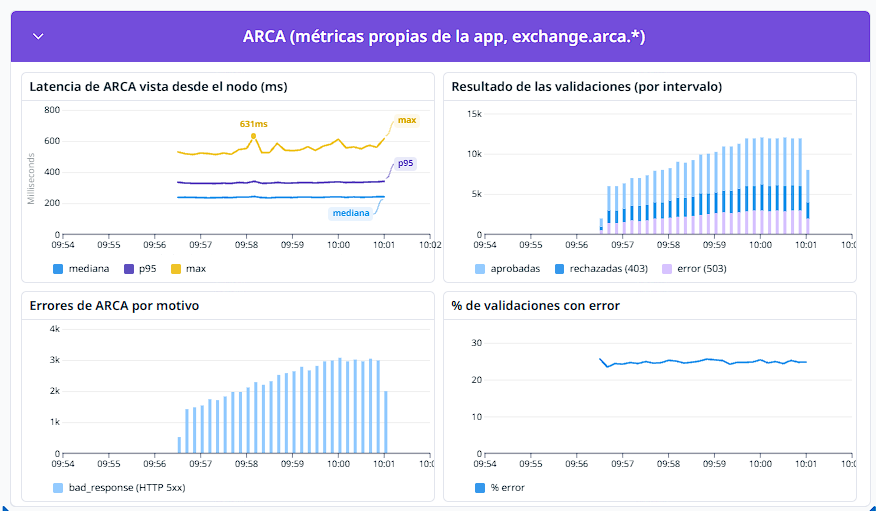 ARCA (métricas propias de la app, exchange.arca.*)
Latencia de ARCA vista desde el nodo (ms)
Milliseconds
800
600
400
200
0
631ms
max
p95
mediana
09:54 09:55 09:56 09:57 09:58 09:59 10:00 10:01 10:02
mediana p95 max
Resultado de las validaciones (por intervalo)
15k
10k
5k
0
09:54 09:55 09:56 09:57 09:58 09:59 10:00 10:01 10:0
aprobadas rechazadas (403) error (503)
Errores de ARCA por motivo
4k
3k
2k
1k
0
09:54 09:55 09:56 09:57 09:58 09:59 10:00 10:01 10:0
bad_response (HTTP 5xx)
% de validaciones con error
30
20
10
0
09:54 09:55 09:56 09:57 09:58 09:59 10:00 10:01 10:0
% error